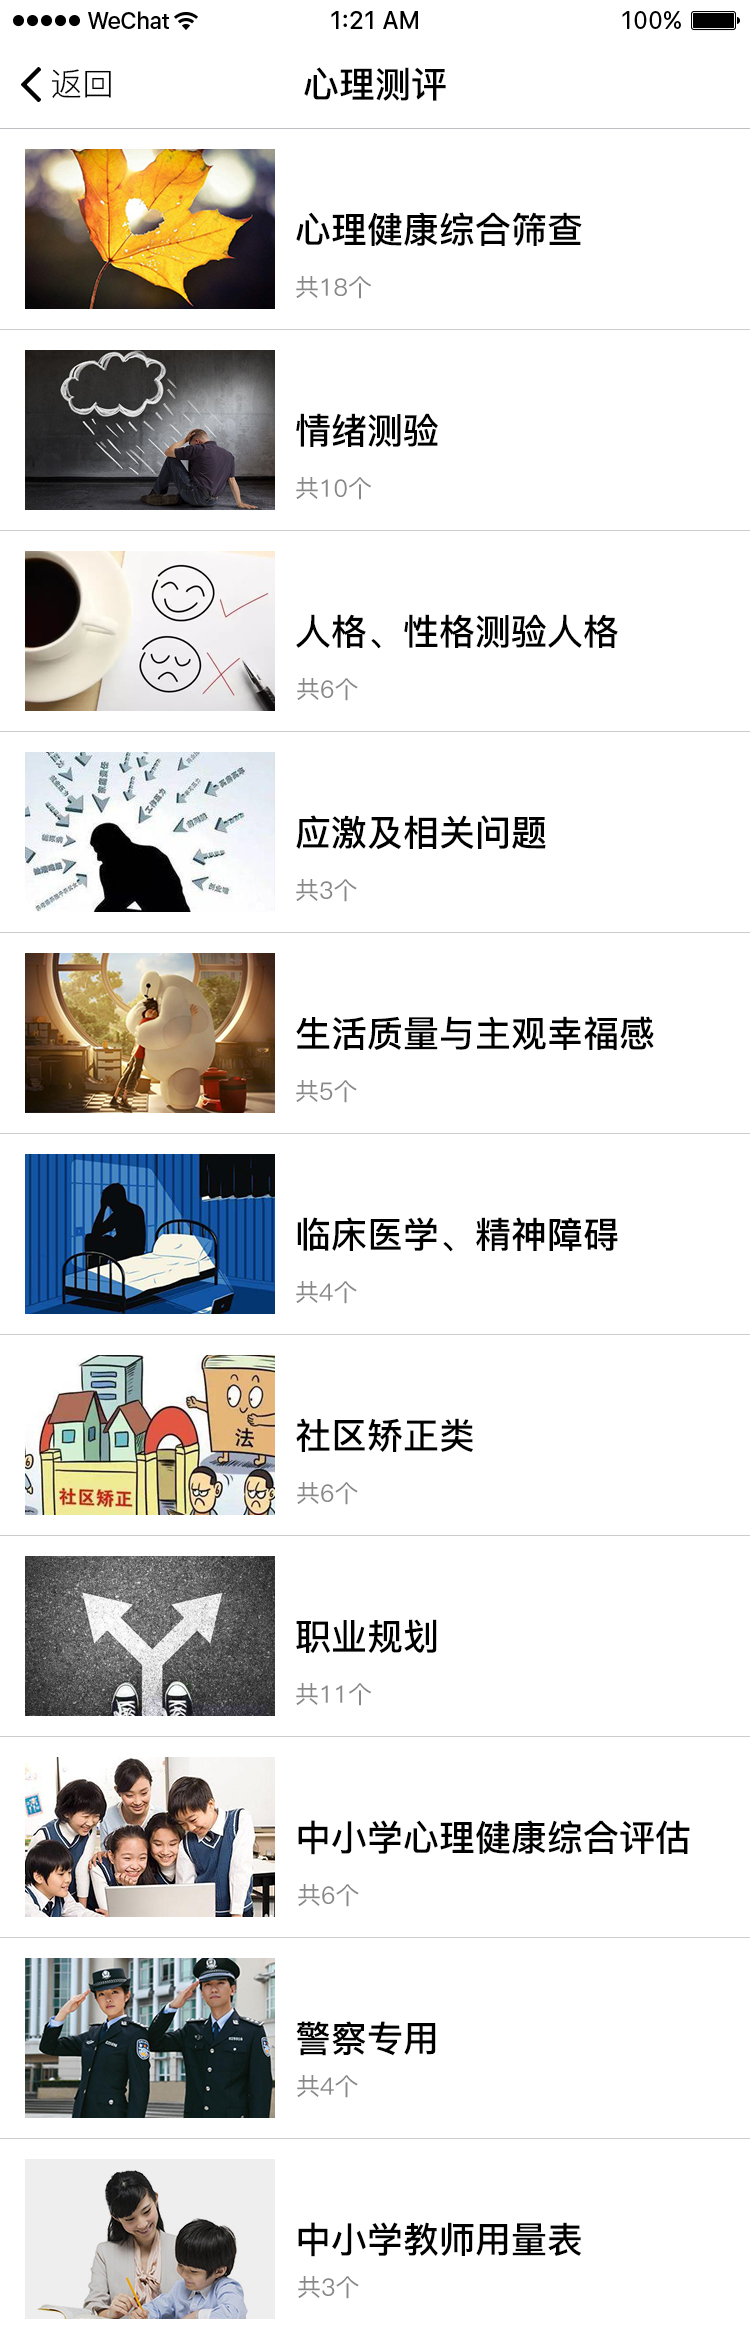 WeChat 1:21 AM 100%
返回 心理测评
心理健康综合筛查
共18个
情绪测验
共10个
人格、性格测验人格
共6个
应激及相关问题
共3个
生活质量与主观幸福感
共5个
临床医学、精神障碍
共4个
法
社区矫正
社区矫正类
共6个
职业规划
共11个
中小学心理健康综合评估
共6个
警察专用
共4个
中小学教师用量表
共3个